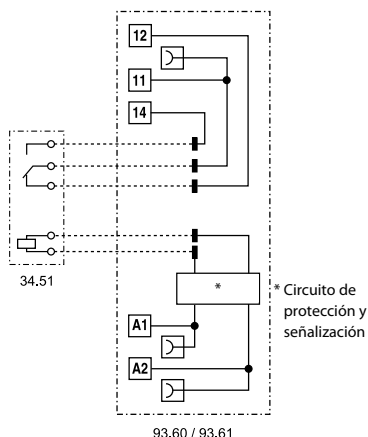 12
11
14
34.51
*
* Circuito de
protección y
señalización
A1
A2
93.60 / 93.61